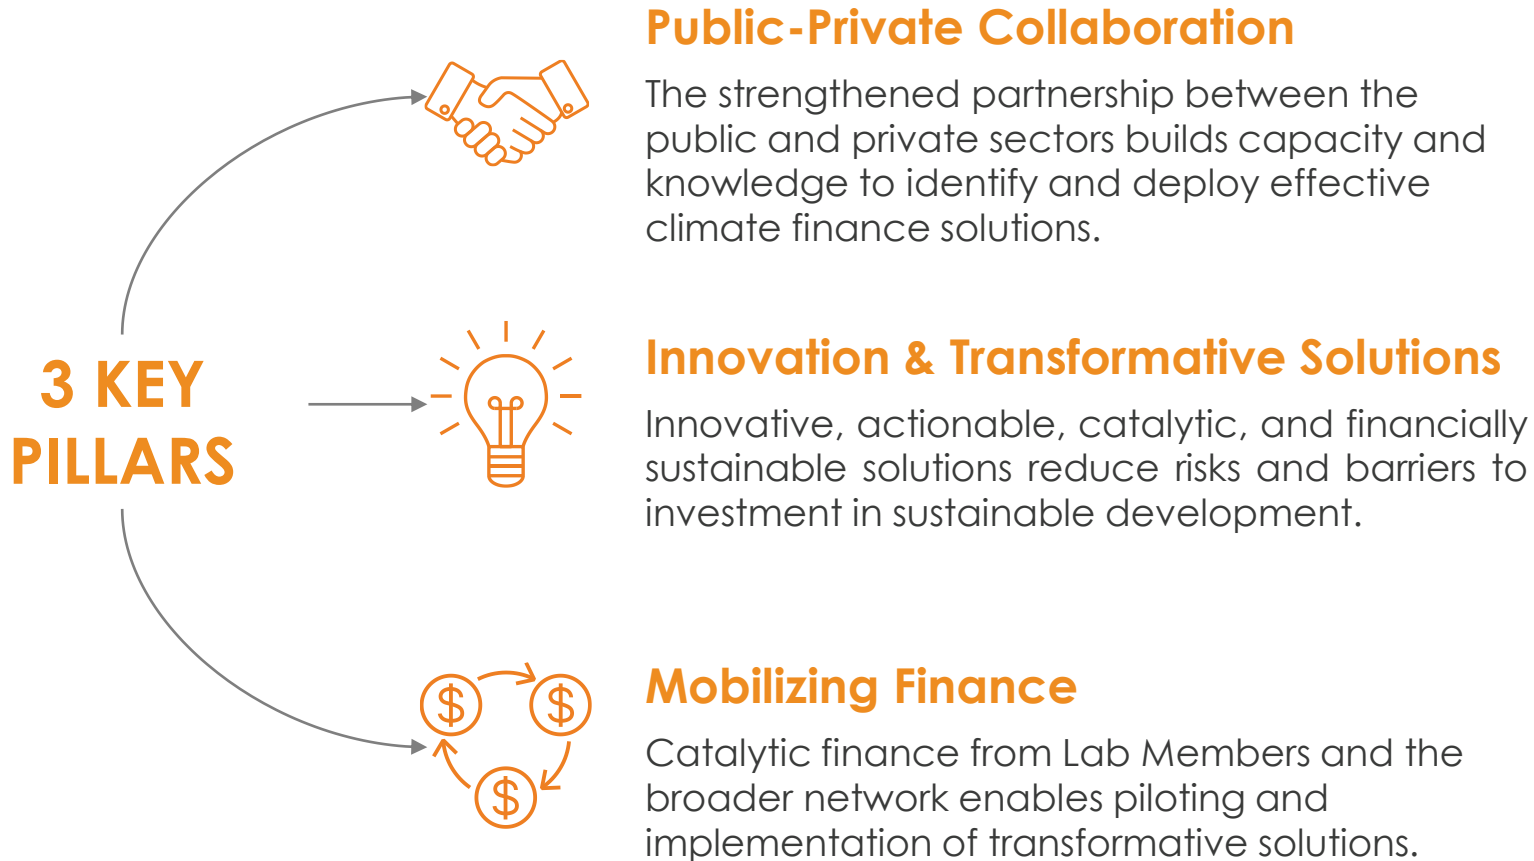 3 KEY
PILLARS
Public-Private Collaboration
The strengthened partnership between the
public and private sectors builds capacity and
knowledge to identify and deploy effective
climate finance solutions.
Innovation & Transformative Solutions
Innovative, actionable, catalytic, and financially
sustainable solutions reduce risks and barriers to
investment in sustainable development.
$ $
$
Mobilizing Finance
Catalytic finance from Lab Members and the
broader network enables piloting and
implementation of transformative solutions.